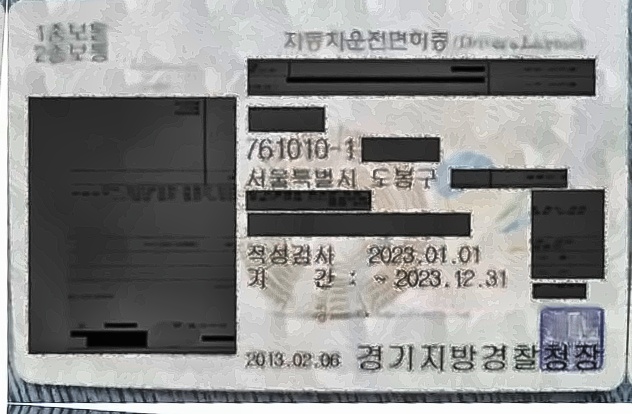 1종보통
2종보통
자동차운전면허증 (Driver's License)
761010-1
서울특별시 도봉구
적성검사 2023.01.01
기 간 : ~ 2023.12.31
2013.02.06 경기지방경찰청장